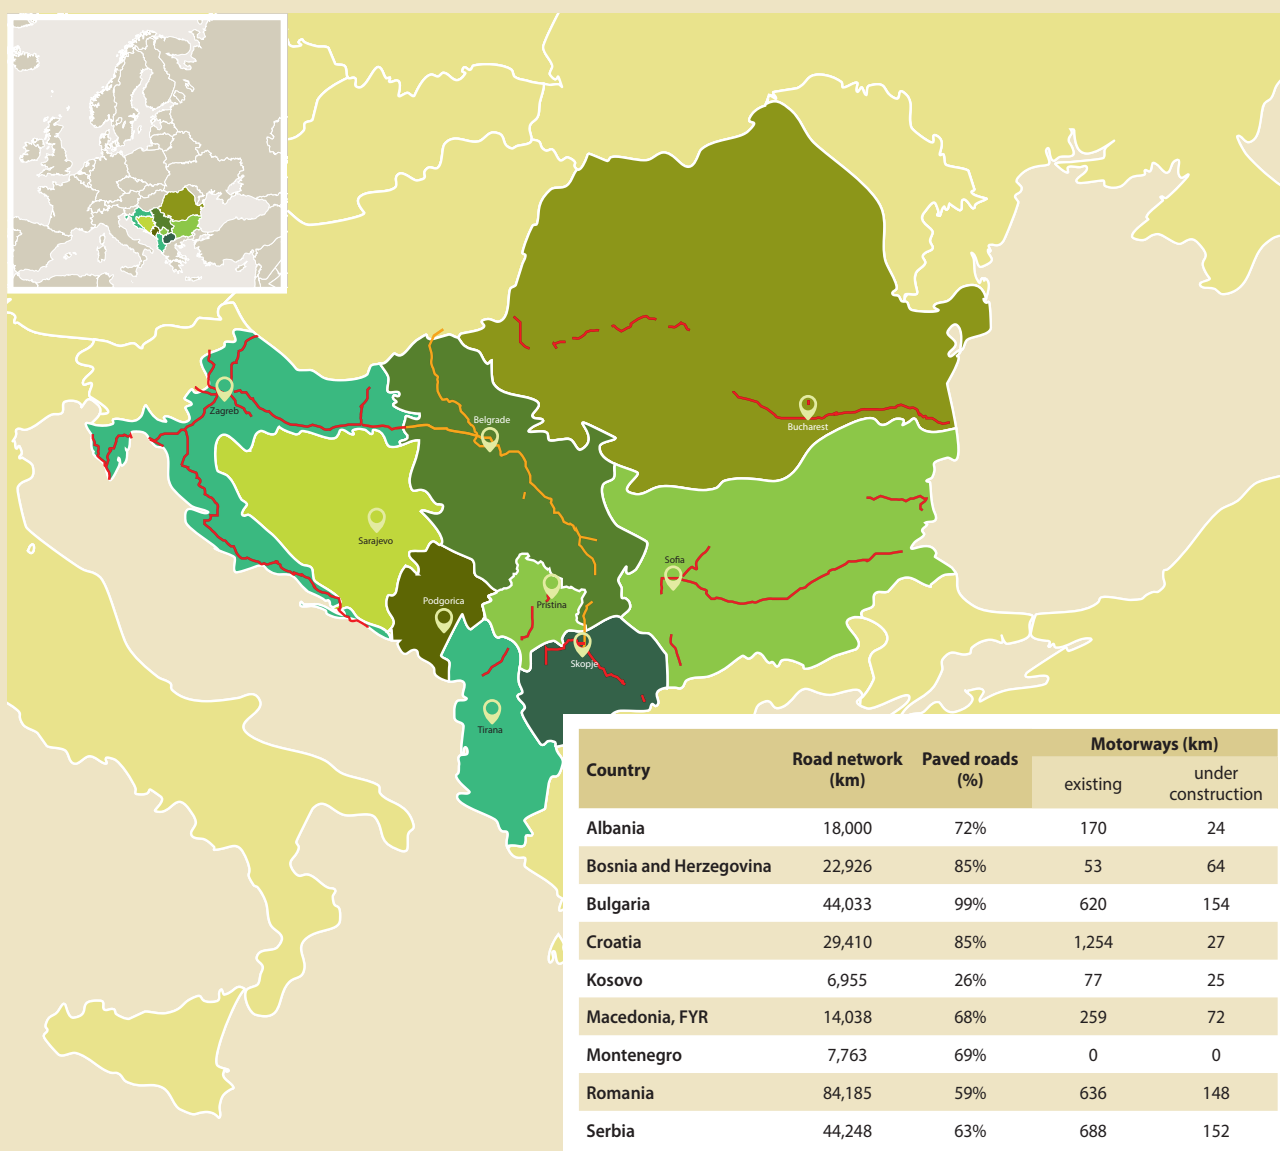 Zagreb
Belgrade
Bucharest
Sarajevo
Sofia
Podgorica
Pristina
Skopje
Tirana
Country Road network (km) Paved roads (%) Motorways (km)
existing under construction
Albania 18,000 72% 170 24
Bosnia and Herzegovina 22,926 85% 53 64
Bulgaria 44,033 99% 620 154
Croatia 29,410 85% 1,254 27
Kosovo 6,955 26% 77 25
Macedonia, FYR 14,038 68% 259 72
Montenegro 7,763 69% 0 0
Romania 84,185 59% 636 148
Serbia 44,248 63% 688 152